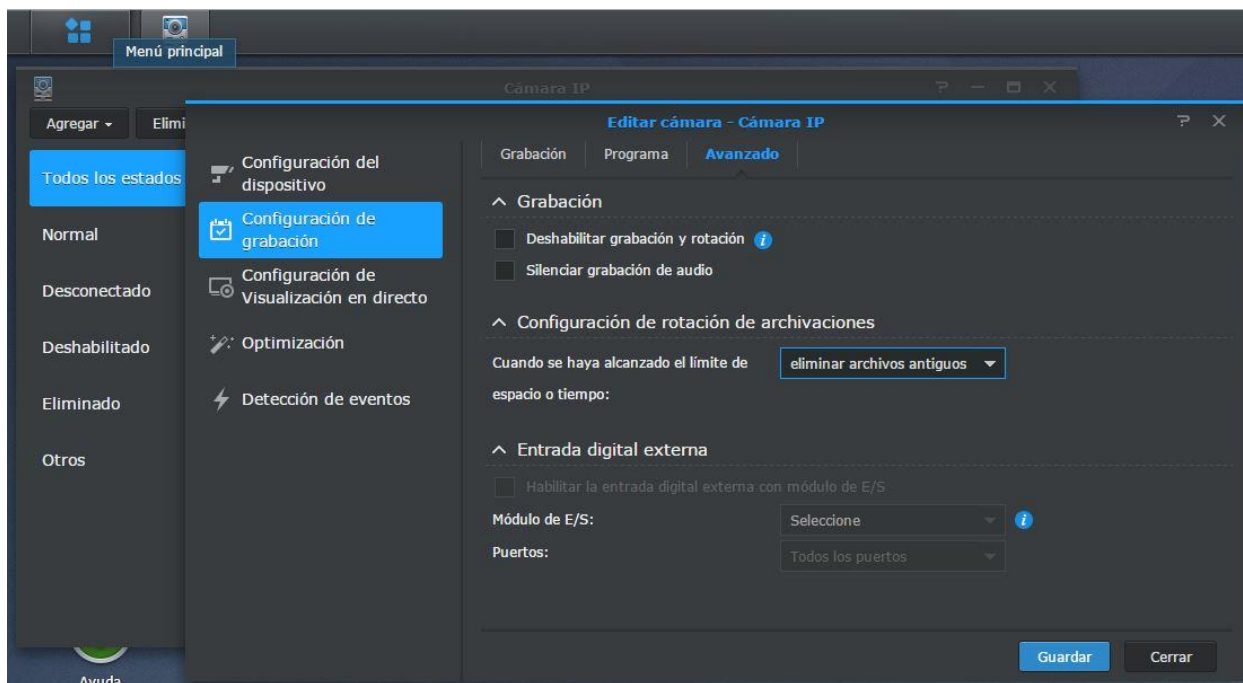 Menú principal
Cámara IP
Agregar
Elimi
Todos los estados
Normal
Desconectado
Deshabilitado
Eliminado
Otros
Editar cámara - Cámara IP
Configuración del
dispositivo
Configuración de
grabación
Configuración de
Visualización en directo
Optimización
Detección de eventos
Grabación Programa Avanzado
Grabación
Deshabilitar grabación y rotación
Silenciar grabación de audio
Configuración de rotación de archivaciones
Cuando se haya alcanzado el límite de eliminar archivos antiguos
espacio o tiempo:
Entrada digital externa
Habilitar la entrada digital externa con módulo de E/S
Módulo de E/S: Seleccione
Puertos: Todos los puertos
Guardar Cerrar
Ayuda